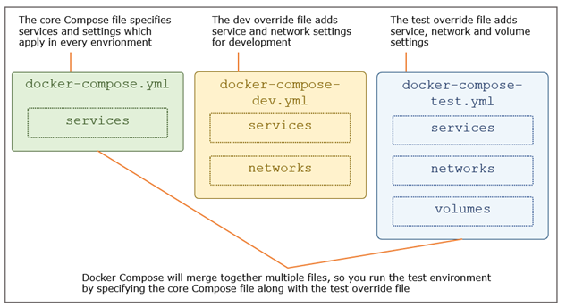 The core Compose file specifies
services and settings which
apply in every envrionment
The dev override file adds
service and network settings
for development
The test override file adds
service, network and volume
settings
docker-compose.yml
services
docker-compose-
dev.yml
services
networks
docker-compose-
test.yml
services
networks
volumes
Docker Compose will merge together multiple files, so you run the test environment
by specifying the core Compose file along with the test override file